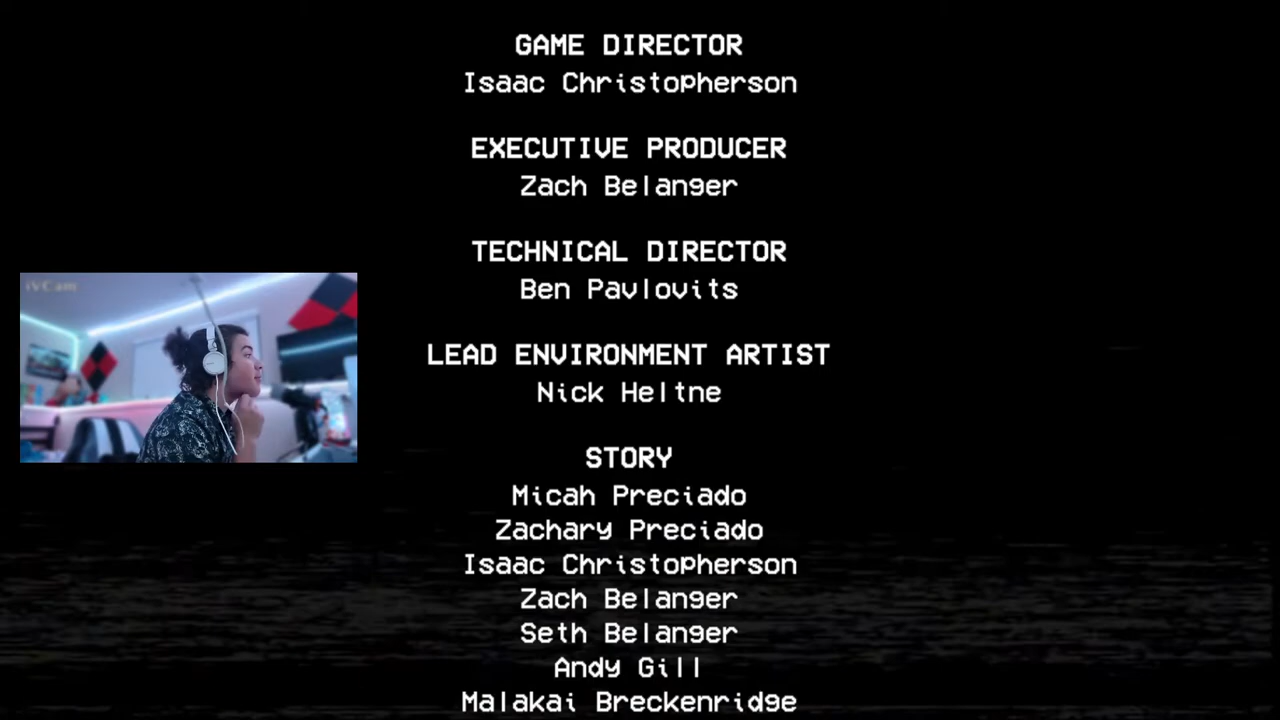 GAME DIRECTOR
Isaac Christopherson
EXECUTIVE PRODUCER
Zach Belanger
TECHNICAL DIRECTOR
Ben Pavlovits
iVCam
LEAD ENVIRONMENT ARTIST
Nick Heltne
STORY
Micah Preciado
Zachary Preciado
Isaac Christopherson
Zach Belanger
Seth Belanger
Andy Gill
Malakai Breckenridge